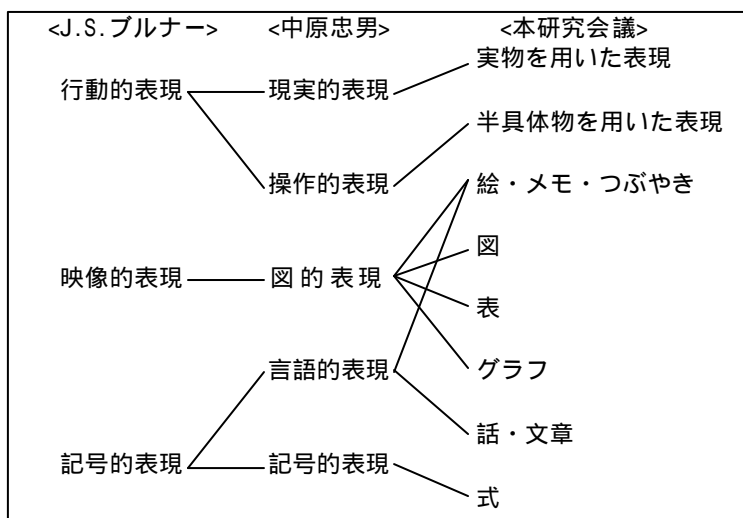 <J.S.ブルナー> <中原忠男> <本研究会議>
実物を用いた表現
行動的表現 現実的表現
半具体物を用いた表現
操作的表現 絵・メモ・つぶやき
図
映像的表現 図的表現
表
言語的表現 グラフ
話・文章
記号的表現 記号的表現
式